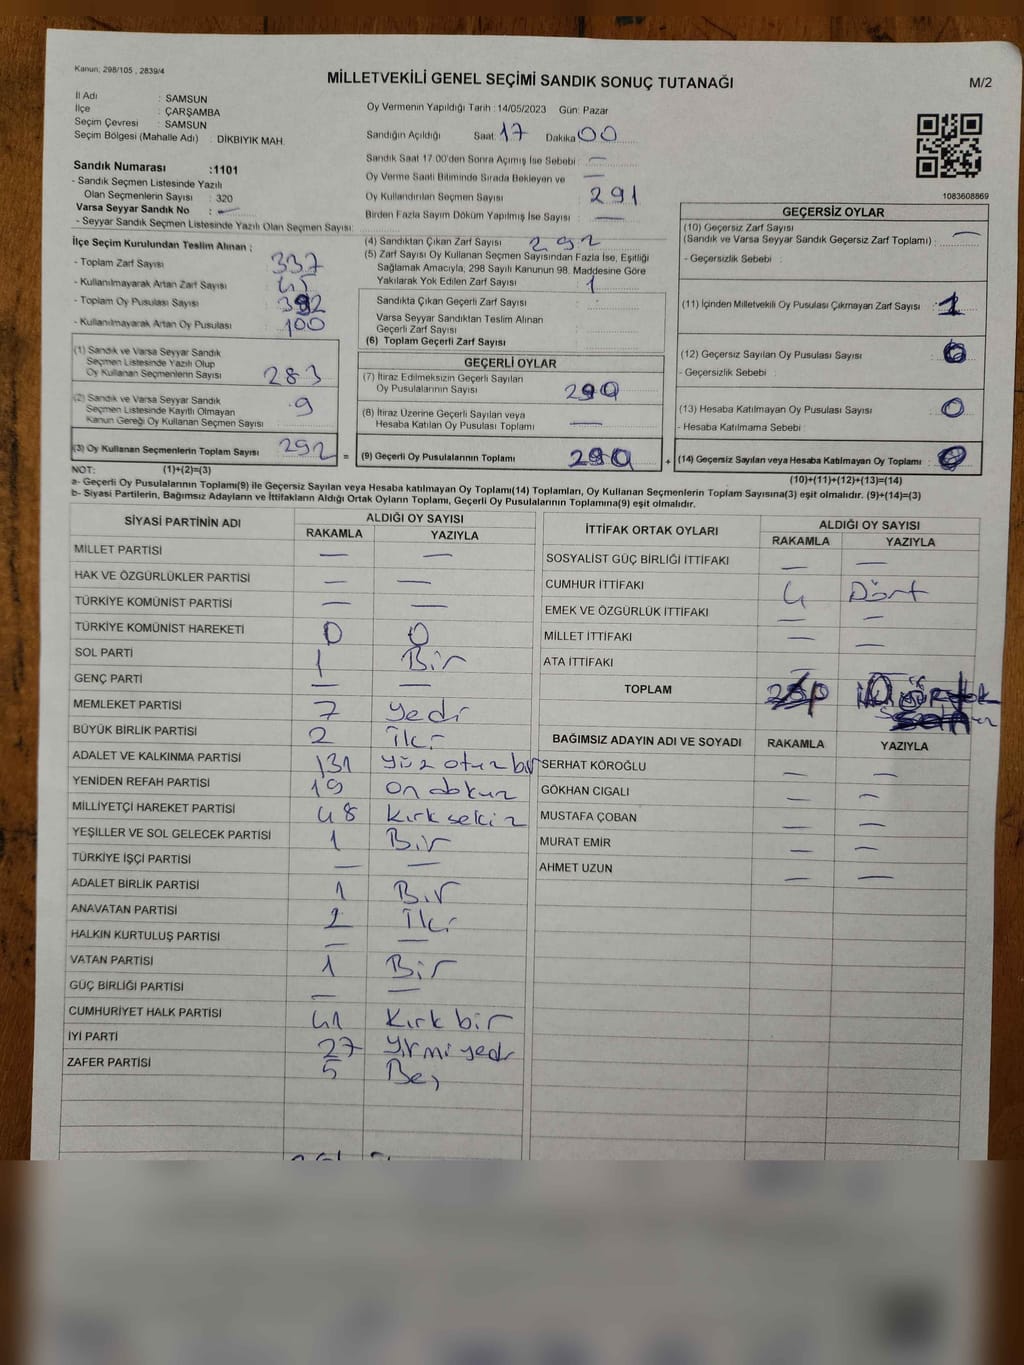 Kanun: 298/105 , 2839/4
MİLLETVEKİLİ GENEL SEÇİMİ SANDIK SONUÇ TUTANAĞI
M/2
İl Adı : SAMSUN
İlçe : ÇARŞAMBA
Seçim Çevresi : SAMSUN
Seçim Bölgesi (Mahalle Adı) : DİKBIYIK MAH.
Oy Vermenin Yapıldığı Tarih : 14/05/2023 Gün: Pazar
Sandığın Açıldığı Saat: 17 Dakika 00
Sandık Saat 17.00'den Sonra Açımış İse Sebebi : —
Oy Verme Saati Bitiminde Sırada Bekleyen ve —
Oy Kullandırılan Seçmen Sayısı 291
Birden Fazla Sayım Döküm Yapılmış İse Sayısı : —
1083608869
Sandık Numarası :1101
- Sandık Seçmen Listesinde Yazılı
Olan Seçmenlerin Sayısı : 320
Varsa Seyyar Sandık No : —
- Seyyar Sandık Seçmen Listesinde Yazılı Olan Seçmen Sayısı:
İlçe Seçim Kurulundan Teslim Alınan ;
- Toplam Zarf Sayısı 337
- Kullanılmayarak Artan Zarf Sayısı : 45
- Toplam Oy Pusulası Sayısı
- Kullanılmayarak Artan Oy Pusulası 100
(1) Sandık ve Varsa Seyyar Sandık
Seçmen Listesinde Yazılı Olup
Oy Kullanan Seçmenlerin Sayısı 283
(2) Sandık ve Varsa Seyyar Sandık
Seçmen Listesinde Kayıtlı Olmayan
Kanun Gereği Oy Kullanan Seçmen Sayısı : 9
(3) Oy Kullanan Seçmenlerin Toplam Sayısı 292 =
(4) Sandıktan Çıkan Zarf Sayısı 292
(5) Zarf Sayısı Oy Kullanan Seçmen Sayısından Fazla İse, Eşitliği
Sağlamak Amacıyla, 298 Sayılı Kanunun 98. Maddesine Göre
Yakılarak Yok Edilen Zarf Sayısı : 1
Sandıkta Çıkan Geçerli Zarf Sayısı :
Varsa Seyyar Sandıktan Teslim Alınan
Geçerli Zarf Sayısı :
(6) Toplam Geçerli Zarf Sayısı
GEÇERLİ OYLAR
(7) İtiraz Edilmeksizin Geçerli Sayılan
Oy Pusulalarının Sayısı : 290
(8) İtiraz Üzerine Geçerli Sayılan veya
Hesaba Katılan Oy Pusulası Toplamı : —
(9) Geçerli Oy Pusulalarının Toplamı 290 +
GEÇERSİZ OYLAR
(10) Geçersiz Zarf Sayısı
(Sandık ve Varsa Seyyar Sandık Geçersiz Zarf Toplamı) : —
- Geçersizlik Sebebi :
(11) İçinden Milletvekili Oy Pusulası Çıkmayan Zarf Sayısı : 1
(12) Geçersiz Sayılan Oy Pusulası Sayısı
- Geçersizlik Sebebi :
(13) Hesaba Katılmayan Oy Pusulası Sayısı : 0
- Hesaba Katılmama Sebebi :
(14) Geçersiz Sayılan veya Hesaba Katılmayan Oy Toplamı :
NOT: (1)+(2)=(3)
(10)+(11)+(12)+(13)=(14)
a- Geçerli Oy Pusulalarının Toplamı(9) ile Geçersiz Sayılan veya Hesaba katılmayan Oy Toplamı(14) Toplamları, Oy Kullanan Seçmenlerin Toplam Sayısına(3) eşit olmalıdır. (9)+(14)=(3)
b- Siyasi Partilerin, Bağımsız Adayların ve İttifakların Aldığı Ortak Oyların Toplamı, Geçerli Oy Pusulalarının Toplamına(9) eşit olmalıdır.
SİYASİ PARTİNİN ADI ALDIĞI OY SAYISI
RAKAMLA YAZIYLA
MİLLET PARTİSİ — —
HAK VE ÖZGÜRLÜKLER PARTİSİ — —
TÜRKİYE KOMÜNİST PARTİSİ — —
TÜRKİYE KOMÜNİST HAREKETİ 0 0
SOL PARTİ 1 Bir
GENÇ PARTİ — —
MEMLEKET PARTİSİ 7 yedi
BÜYÜK BİRLİK PARTİSİ 2 İki
ADALET VE KALKINMA PARTİSİ 131 yüz otuz bir
YENİDEN REFAH PARTİSİ 19 on dokuz
MİLLİYETÇİ HAREKET PARTİSİ 48 Kırk sekiz
YEŞİLLER VE SOL GELECEK PARTİSİ 1 Bir
TÜRKİYE İŞÇİ PARTİSİ — —
ADALET BİRLİK PARTİSİ 1 Bir
ANAVATAN PARTİSİ 2 İki
HALKIN KURTULUŞ PARTİSİ — —
VATAN PARTİSİ 1 Bir
GÜÇ BİRLİĞİ PARTİSİ — —
CUMHURİYET HALK PARTİSİ 41 Kırk bir
İYİ PARTİ 27 Yirmi yedi
ZAFER PARTİSİ 5 Beş
İTTİFAK ORTAK OYLARI ALDIĞI OY SAYISI
RAKAMLA YAZIYLA
SOSYALİST GÜÇ BİRLİĞİ İTTİFAKI — —
CUMHUR İTTİFAKI 4 Dört
EMEK VE ÖZGÜRLÜK İTTİFAKI — —
MİLLET İTTİFAKI — —
ATA İTTİFAKI — —
TOPLAM
BAĞIMSIZ ADAYIN ADI VE SOYADI RAKAMLA YAZIYLA
SERHAT KÖROĞLU — —
GÖKHAN CIGALI — —
MUSTAFA ÇOBAN — —
MURAT EMİR — —
AHMET UZUN — —